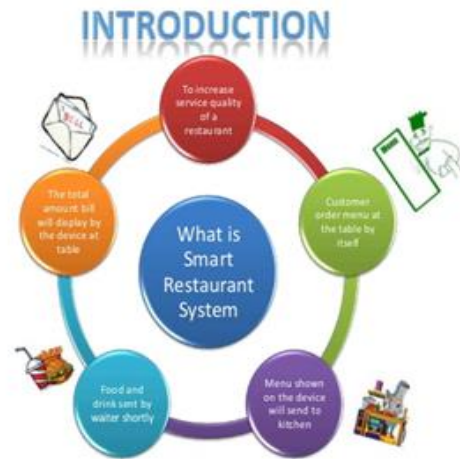 INTRODUCTION
To increase
service quality
of a
restaurant
Customer
order menu at
the table by
itself
Menu shown
on the device
will send to
kitchen
Food and
drink sent by
waiter shortly
The total
amount bill
will display by
the device at
table
What is
Smart
Restaurant
System
BILL
Menu